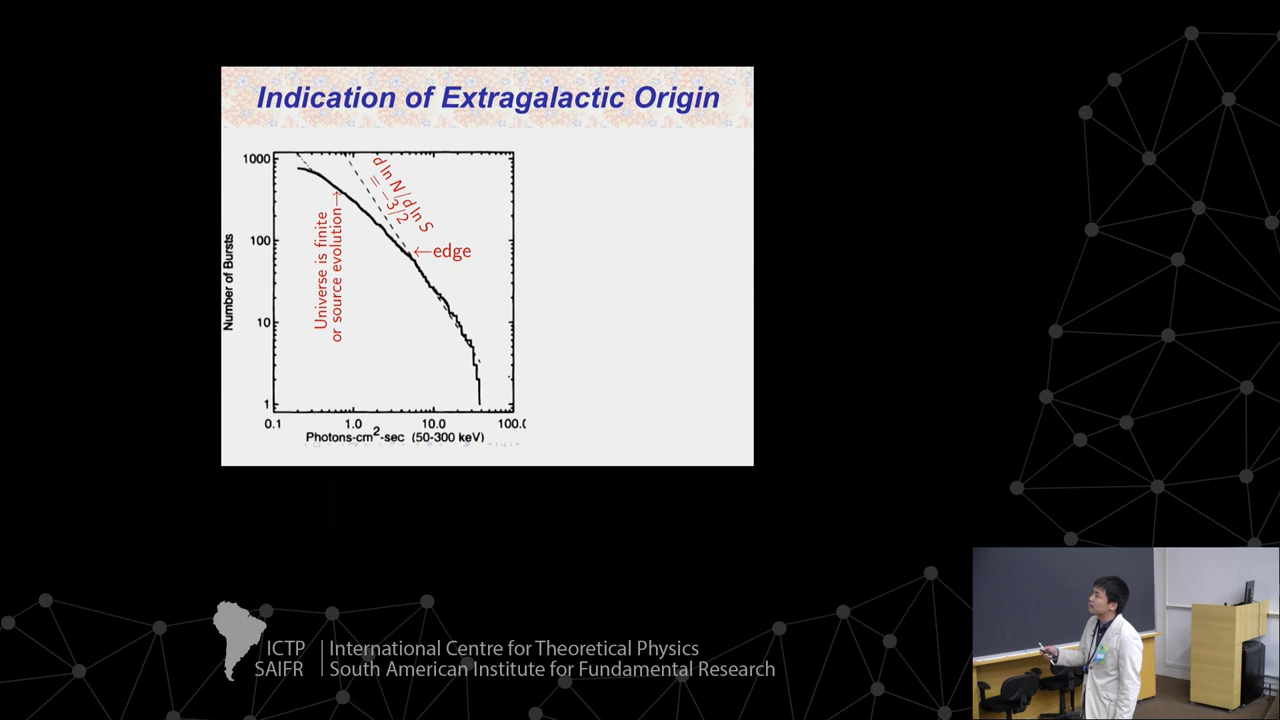 Indication of Extragalactic Origin
1000
100
10
1
0.1
1.0
10.0
100.0
Number of Bursts
Photons-cm2-sec (50-300 keV)
d ln N/d ln S
= -3/2
←edge
Universe is finite
or source evolution→
ICTP
SAIFR
International Centre for Theoretical Physics
South American Institute for Fundamental Research